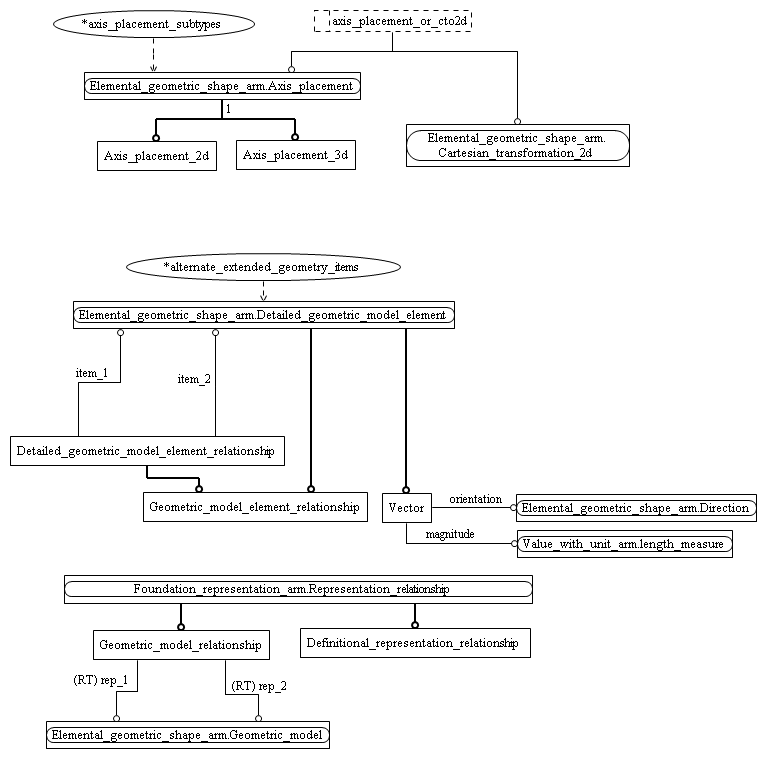 *axis_placement_subtypes
axis_placement_or_cto2d
Elemental_geometric_shape_arm.Axis_placement
1
Axis_placement_2d
Axis_placement_3d
Elemental_geometric_shape_arm.
Cartesian_transformation_2d
*alternate_extended_geometry_items
Elemental_geometric_shape_arm.Detailed_geometric_model_element
item_1
item_2
Detailed_geometric_model_element_relationship
Geometric_model_element_relationship
Vector
orientation
Elemental_geometric_shape_arm.Direction
magnitude
Value_with_unit_arm.length_measure
Foundation_representation_arm.Representation_relationship
Geometric_model_relationship
Definitional_representation_relationship
(RT) rep_1
(RT) rep_2
Elemental_geometric_shape_arm.Geometric_model